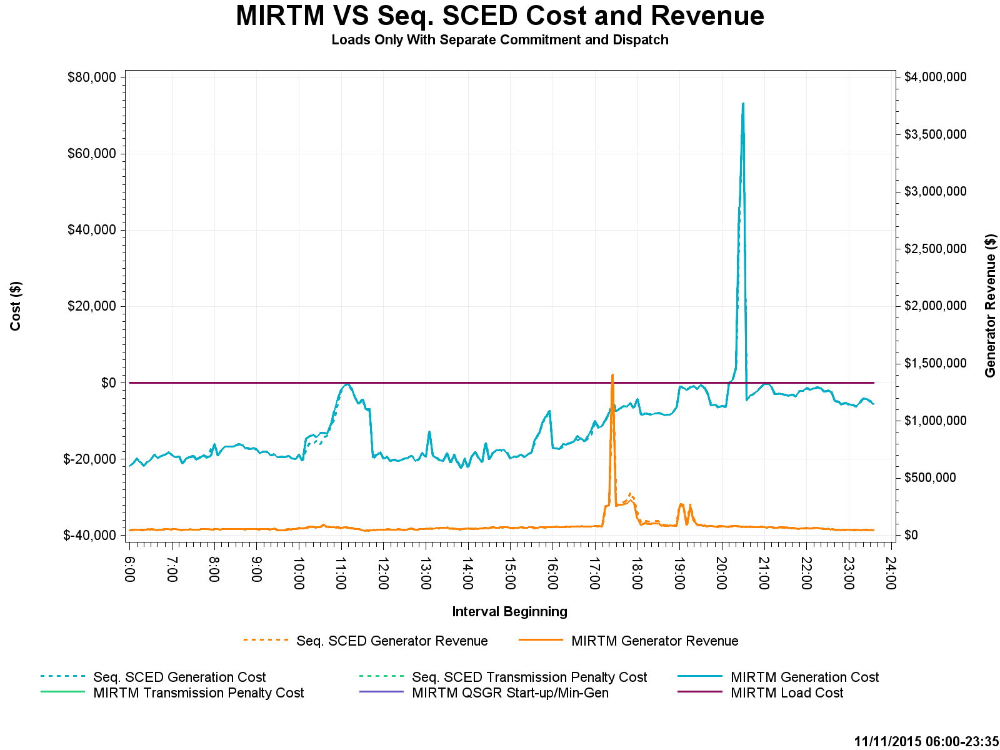 MIRTM VS Seq. SCED Cost and Revenue
Loads Only With Separate Commitment and Dispatch
$80,000
$60,000
$40,000
$20,000
$0
$-20,000
$-40,000
Cost ($)
$4,000,000
$3,500,000
$3,000,000
$2,500,000
$2,000,000
$1,500,000
$1,000,000
$500,000
$0
Generator Revenue ($)
6:00 7:00 8:00 9:00 10:00 11:00 12:00 13:00 14:00 15:00 16:00 17:00 18:00 19:00 20:00 21:00 22:00 23:00 24:00
Interval Beginning
Seq. SCED Generator Revenue MIRTM Generator Revenue
Seq. SCED Generation Cost Seq. SCED Transmission Penalty Cost MIRTM Generation Cost
MIRTM Transmission Penalty Cost MIRTM QSGR Start-up/Min-Gen MIRTM Load Cost
11/11/2015 06:00-23:35